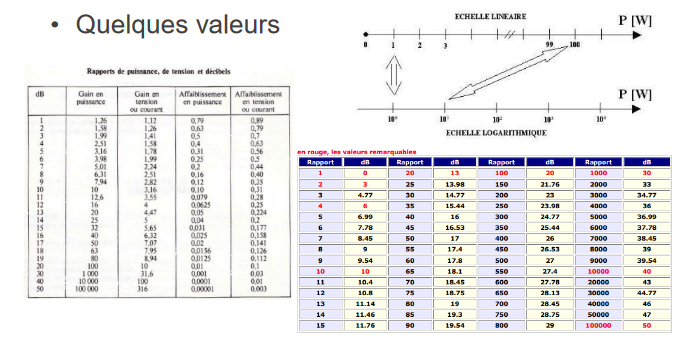 • Quelques valeurs
Rapports de puissance, de tension et décibels
dB Gain en puissance Gain en tension ou courant Affaiblissement en puissance Affaiblissement en tension ou courant
1 1,26 1,12 0,79 0,89
2 1,58 1,26 0,63 0,79
3 1,99 1,41 0,5 0,7
4 2,51 1,58 0,4 0,63
5 3,16 1,78 0,31 0,56
6 3,98 1,99 0,25 0,5
7 5,01 2,24 0,2 0,44
8 6,31 2,51 0,16 0,40
9 7,94 2,82 0,12 0,35
10 10 3,16 0,10 0,31
11 12,6 3,55 0,079 0,28
12 16 4 0,0625 0,25
13 20 4,47 0,05 0,224
14 25 5 0,04 0,2
15 32 5,65 0,031 0,177
16 40 6,32 0,025 0,158
17 50 7,07 0,02 0,141
18 63 7,95 0,0156 0,126
19 80 8,94 0,0125 0,112
20 100 10 0,01 0,1
30 1 000 31,6 0,001 0,03
40 10 000 100 0,0001 0,01
50 100 000 316 0,00001 0,003
ECHELLE LINEAIRE
P [W]
0 1 2 3 99 100
P [W]
10⁰ 10¹ 10² 10³
ECHELLE LOGARITHMIQUE
en rouge, les valeurs remarquables
Rapport dB Rapport dB Rapport dB Rapport dB
1 0 20 13 100 20 1000 30
2 3 25 13.98 150 21.76 2000 33
3 4.77 30 14.77 200 23 3000 34.77
4 6 35 15.44 250 23.98 4000 36
5 6.99 40 16 300 24.77 5000 36.99
6 7.78 45 16.53 350 25.44 6000 37.78
7 8.45 50 17 400 26 7000 38.45
8 9 55 17.4 450 26.53 8000 39
9 9.54 60 17.8 500 27 9000 39.54
10 10 65 18.1 550 27.4 10000 40
11 10.4 70 18.45 600 27.78 20000 43
12 10.8 75 18.75 650 28.13 30000 44.77
13 11.14 80 19 700 28.45 40000 46
14 11.46 85 19.3 750 28.75 50000 47
15 11.76 90 19.54 800 29 100000 50